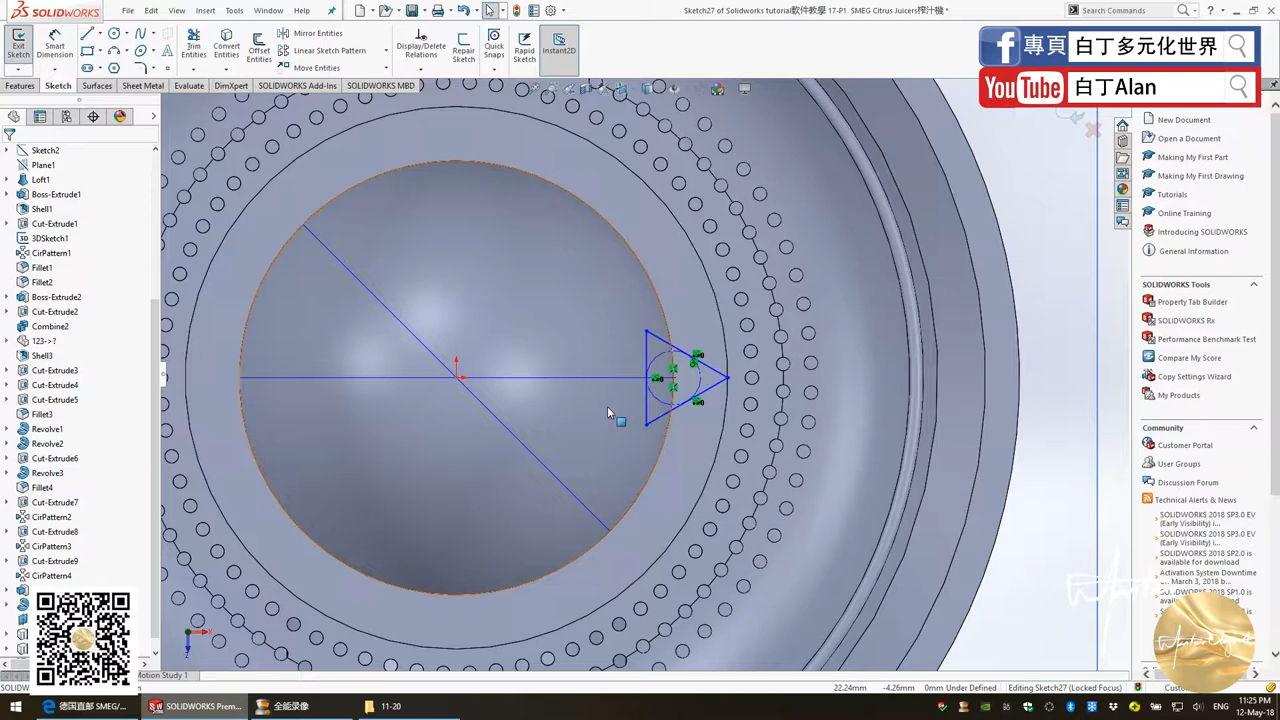 SOLIDWORKS
File Edit View Insert Tools Window Help
Sketch27 of Solidworks tutorial軟件教學 17-P1 SMEG Citrus Juicers榨汁機 *
Search Commands
Exit Sketch
Smart Dimension
Trim Entities
Convert Entities
Offset Entities
Mirror Entities
Linear Sketch Pattern
Move Entities
Display/Delete Relations
Repair Sketch
Quick Snaps
Rapid Sketch
Instant2D
專頁 白丁多元化世界
YouTube 白丁Alan
Features Sketch Surfaces Sheet Metal Evaluate DimXpert SOLIDWORKS Add-Ins SOLIDWORKS MBD
Sketch2
Plane1
Loft1
Boss-Extrude1
Shell1
Cut-Extrude1
3DSketch1
CirPattern1
Fillet1
Fillet2
Boss-Extrude2
Cut-Extrude2
Combine2
123->?
Shell3
Cut-Extrude3
Cut-Extrude4
Cut-Extrude5
Fillet3
Revolve1
Revolve2
Cut-Extrude6
Revolve3
Fillet4
Cut-Extrude7
CirPattern2
Cut-Extrude8
CirPattern3
Cut-Extrude9
CirPattern4
New Document
Open a Document
Making My First Part
Making My First Drawing
Tutorials
Online Training
Introducing SOLIDWORKS
General Information
SOLIDWORKS Tools
Property Tab Builder
SOLIDWORKS Rx
Performance Benchmark Test
Compare My Score
Copy Settings Wizard
My Products
Community
Customer Portal
User Groups
Discussion Forum
Technical Alerts & News
SOLIDWORKS 2018 SP3.0 EV
(Early Visibility) i...
SOLIDWORKS 2018 SP3.0 EV
(Early Visibility) i...
SOLIDWORKS 2018 SP2.0 is
available for download
Activation System Downtime
- March 3, 2018 b...
Motion Study 1
22.24mm -4.26mm 0mm Under Defined Editing Sketch27 (Locked Focus)
德国直邮 SMEG/...
SOLIDWORKS Prem...
全能录像
11-20
ENG
11:25 PM
12-May-18